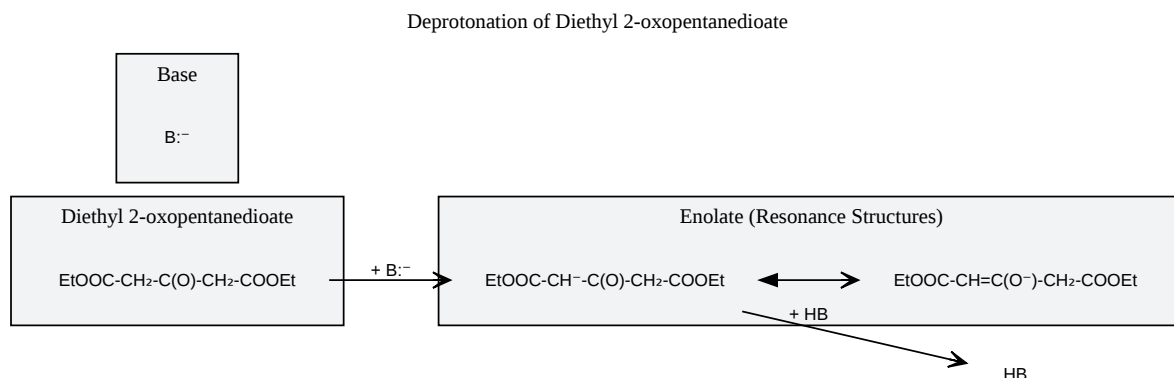 Deprotonation of Diethyl 2-oxopentanedioate
Base
B:⁻
Diethyl 2-oxopentanedioate
EtOOC-CH₂-C(O)-CH₂-COOEt
+ B:⁻
Enolate (Resonance Structures)
EtOOC-CH⁻-C(O)-CH₂-COOEt
EtOOC-CH=C(O⁻)-CH₂-COOEt
+ HB
HB